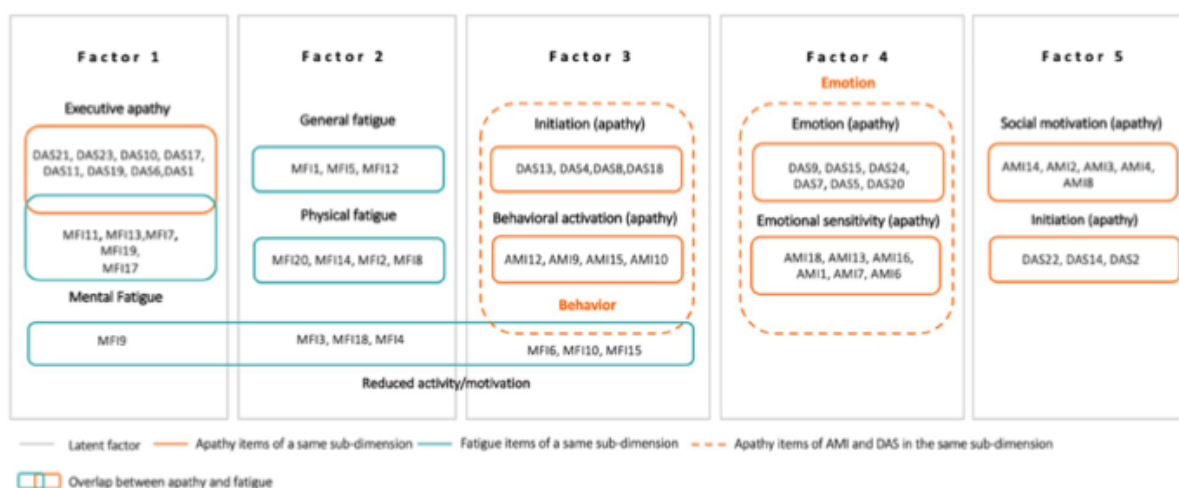 Factor 1
Executive apathy
DAS21, DAS23, DAS10, DAS17,
DAS11, DAS19, DAS6,DAS1
MFI11, MFI13,MFI7,
MFI19,
MFI17
Mental Fatigue
MFI9
Factor 2
General fatigue
MFI1, MFI5, MFI12
Physical fatigue
MFI20, MFI14, MFI2, MFI8
MFI3, MFI18, MFI4
Factor 3
Initiation (apathy)
DAS13, DAS4,DAS8,DAS18
Behavioral activation (apathy)
AMI12, AMI9, AMI15, AMI10
Behavior
MFI6, MFI10, MFI15
Reduced activity/motivation
Factor 4
Emotion
Emotion (apathy)
DAS9, DAS15, DAS24,
DAS7, DAS5, DAS20
Emotional sensitivity (apathy)
AMI18, AMI13, AMI16,
AMI1, AMI7, AMI6
Factor 5
Social motivation (apathy)
AMI14, AMI2, AMI3, AMI4,
AMI8
Initiation (apathy)
DAS22, DAS14, DAS2
Latent factor
Apathy items of a same sub-dimension
Fatigue items of a same sub-dimension
Apathy items of AMI and DAS in the same sub-dimension
Overlap between apathy and fatigue